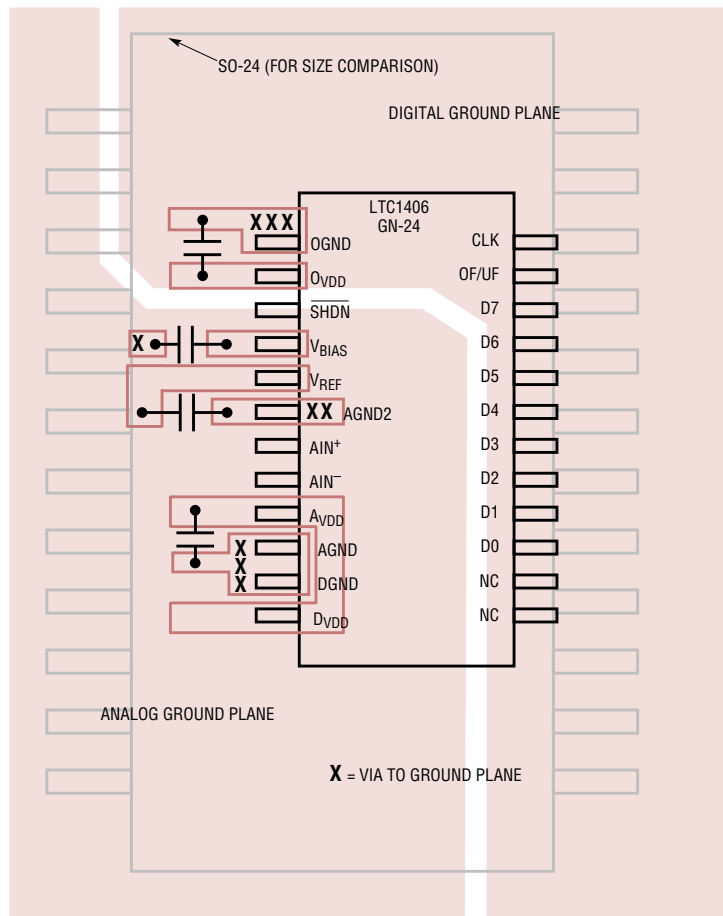 SO-24 (FOR SIZE COMPARISON)
DIGITAL GROUND PLANE
LTC1406
GN-24
X X X
OGND
CLK
OVDD
OF/UF
SHDN
D7
X
VBIAS
D6
VREF
D5
X X
AGND2
D4
AIN+
D3
AIN–
D2
AVDD
D1
X
AGND
D0
X
X
DGND
NC
DVDD
NC
ANALOG GROUND PLANE
X = VIA TO GROUND PLANE